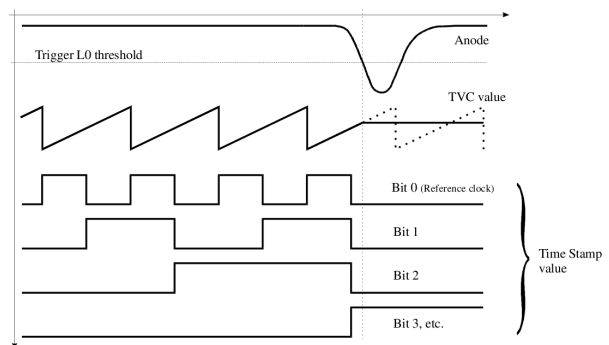 Anode
Trigger L0 threshold
TVC value
Bit 0 (Reference clock)
Bit 1
Time Stamp
value
Bit 2
Bit 3, etc.